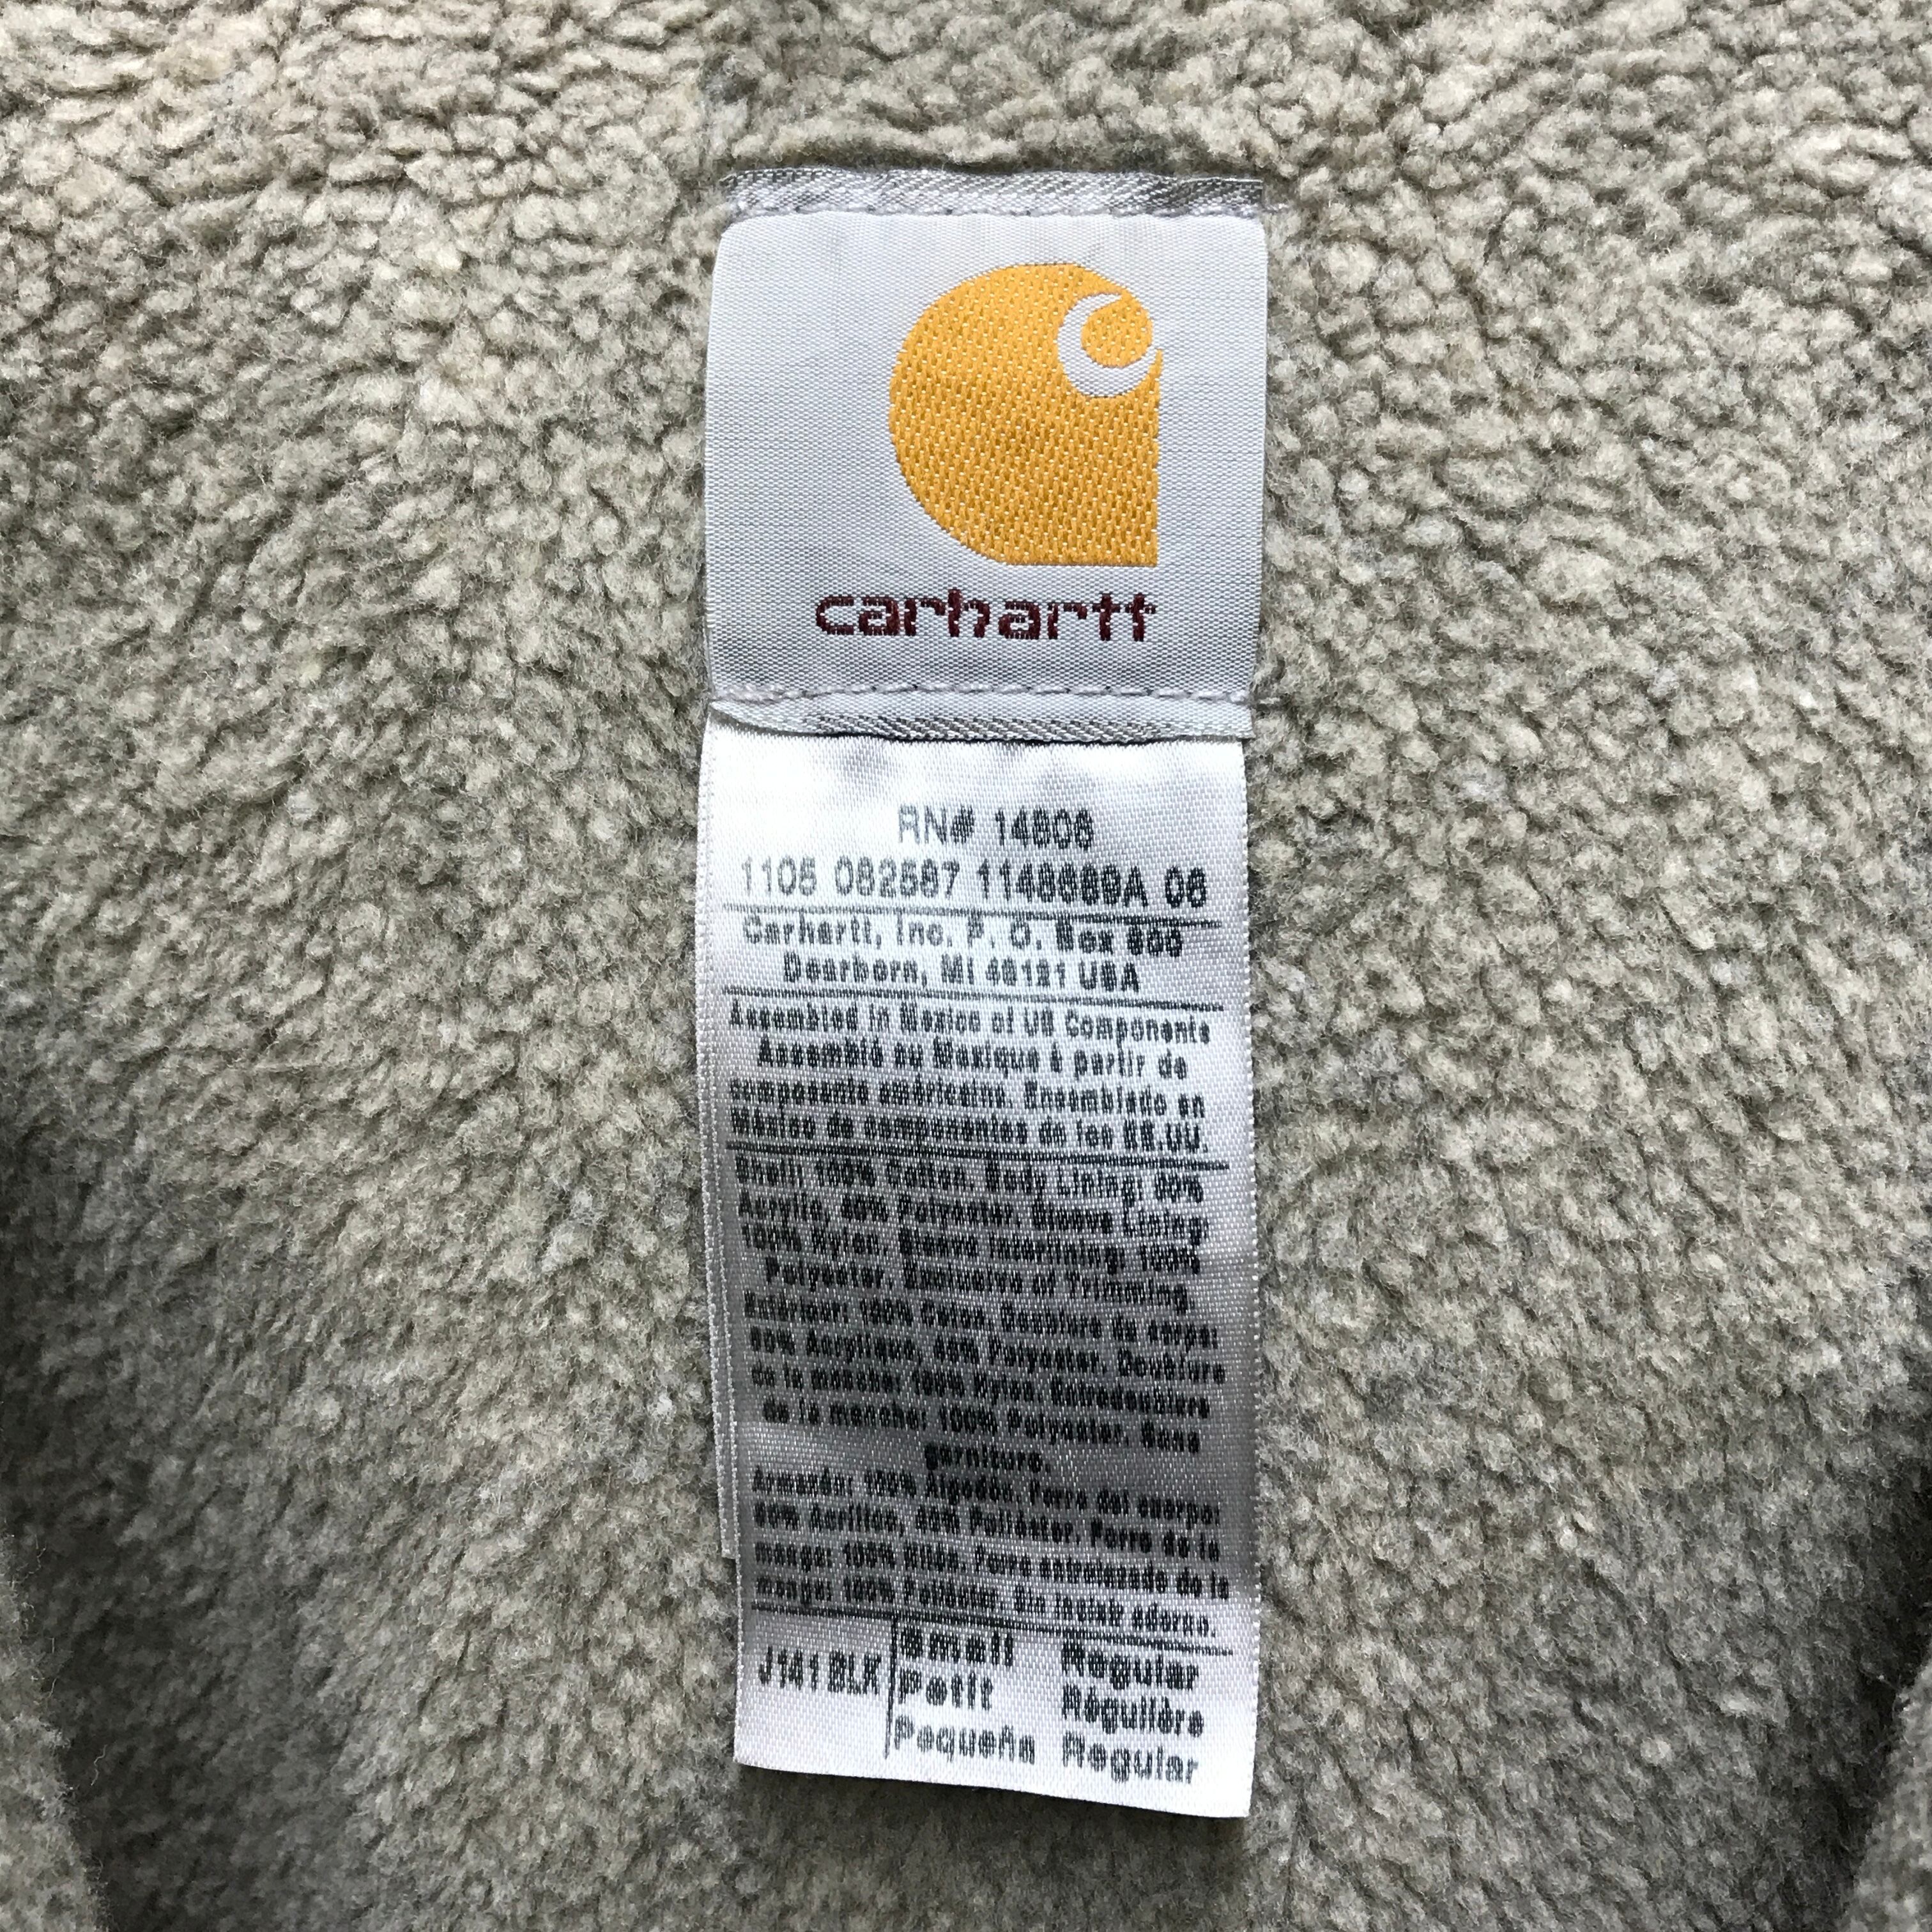 carhartt
RN# 14806
1105 082587 1148689A 06
Carhartt, Inc. P. O. Box 600
Dearborn, MI 48121 USA
Assembled in Mexico of US Components
Assemblé au Mexique à partir de
composants américains. Ensamblado en
México de componentes de los EE.UU.
Shell: 100% Cotton. Body Lining: 60%
Acrylic, 40% Polyester. Sleeve Lining
100% Nylon. Sleeve Interlining: 100%
Polyester. Exclusive of Trimming.
Extérieur: 100% Coton. Doublure du corps:
60% Acrylique, 40% Polyester. Doublure
de la manche: 100% Nylon. Entredoublure
de la manche: 100% Polyester. Sans
garniture.
Armazón: 100% Algodón. Forro del cuerpo:
60% Acrílico, 40% Poliéster. Forro de la
manga: 100% Nilon. Forro entrelazado de la
manga: 100% Poliéster. Sin incluir adorno.
J141 BLK Small Regular
Petit Régulière
Pequeña Regular